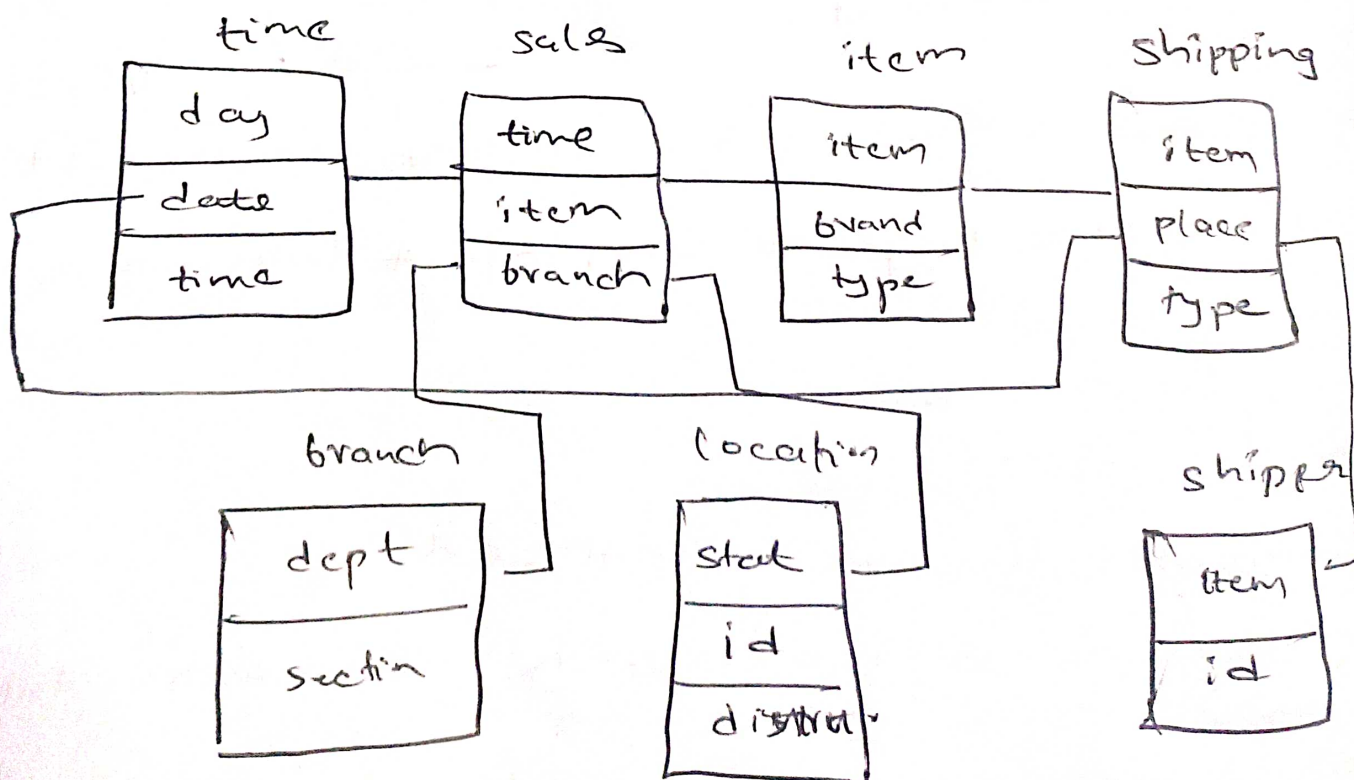 time
day
date
time
sales
time
item
branch
item
item
brand
type
shipping
item
place
type
branch
dept
sectin
location
stat
id
shipper
item
id